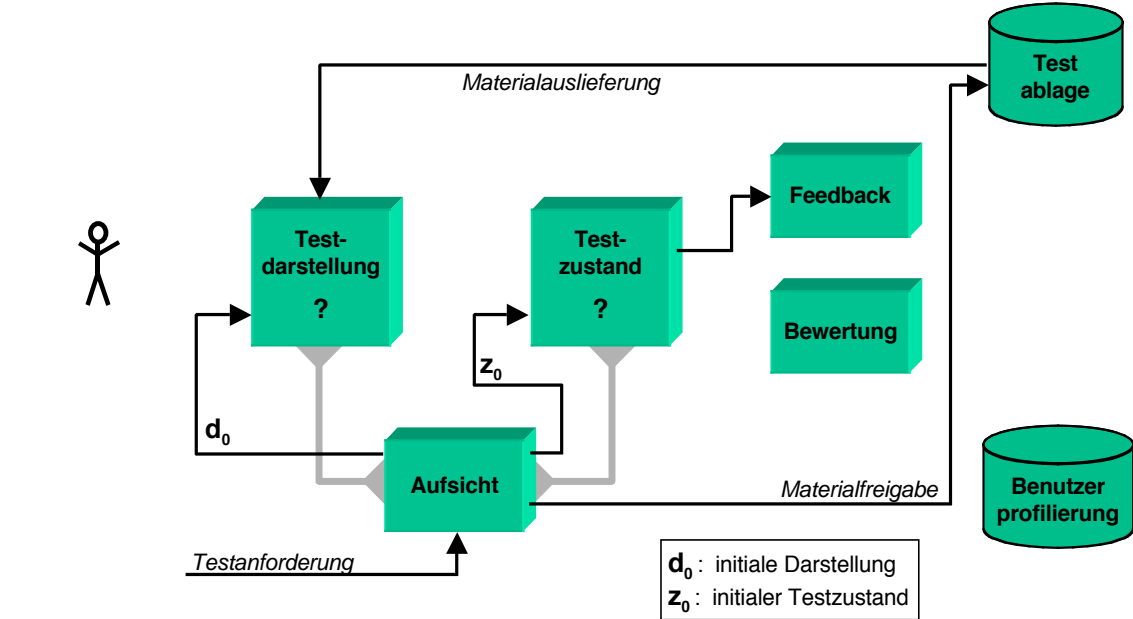 Test
ablage
Materialauslieferung
Feedback
Test-
darstellung
?
Test-
zustand
?
Bewertung
z0
d0
Aufsicht
Materialfreigabe
Benutzer
profilierung
Testanforderung
d0 : initiale Darstellung
z0 : initialer Testzustand